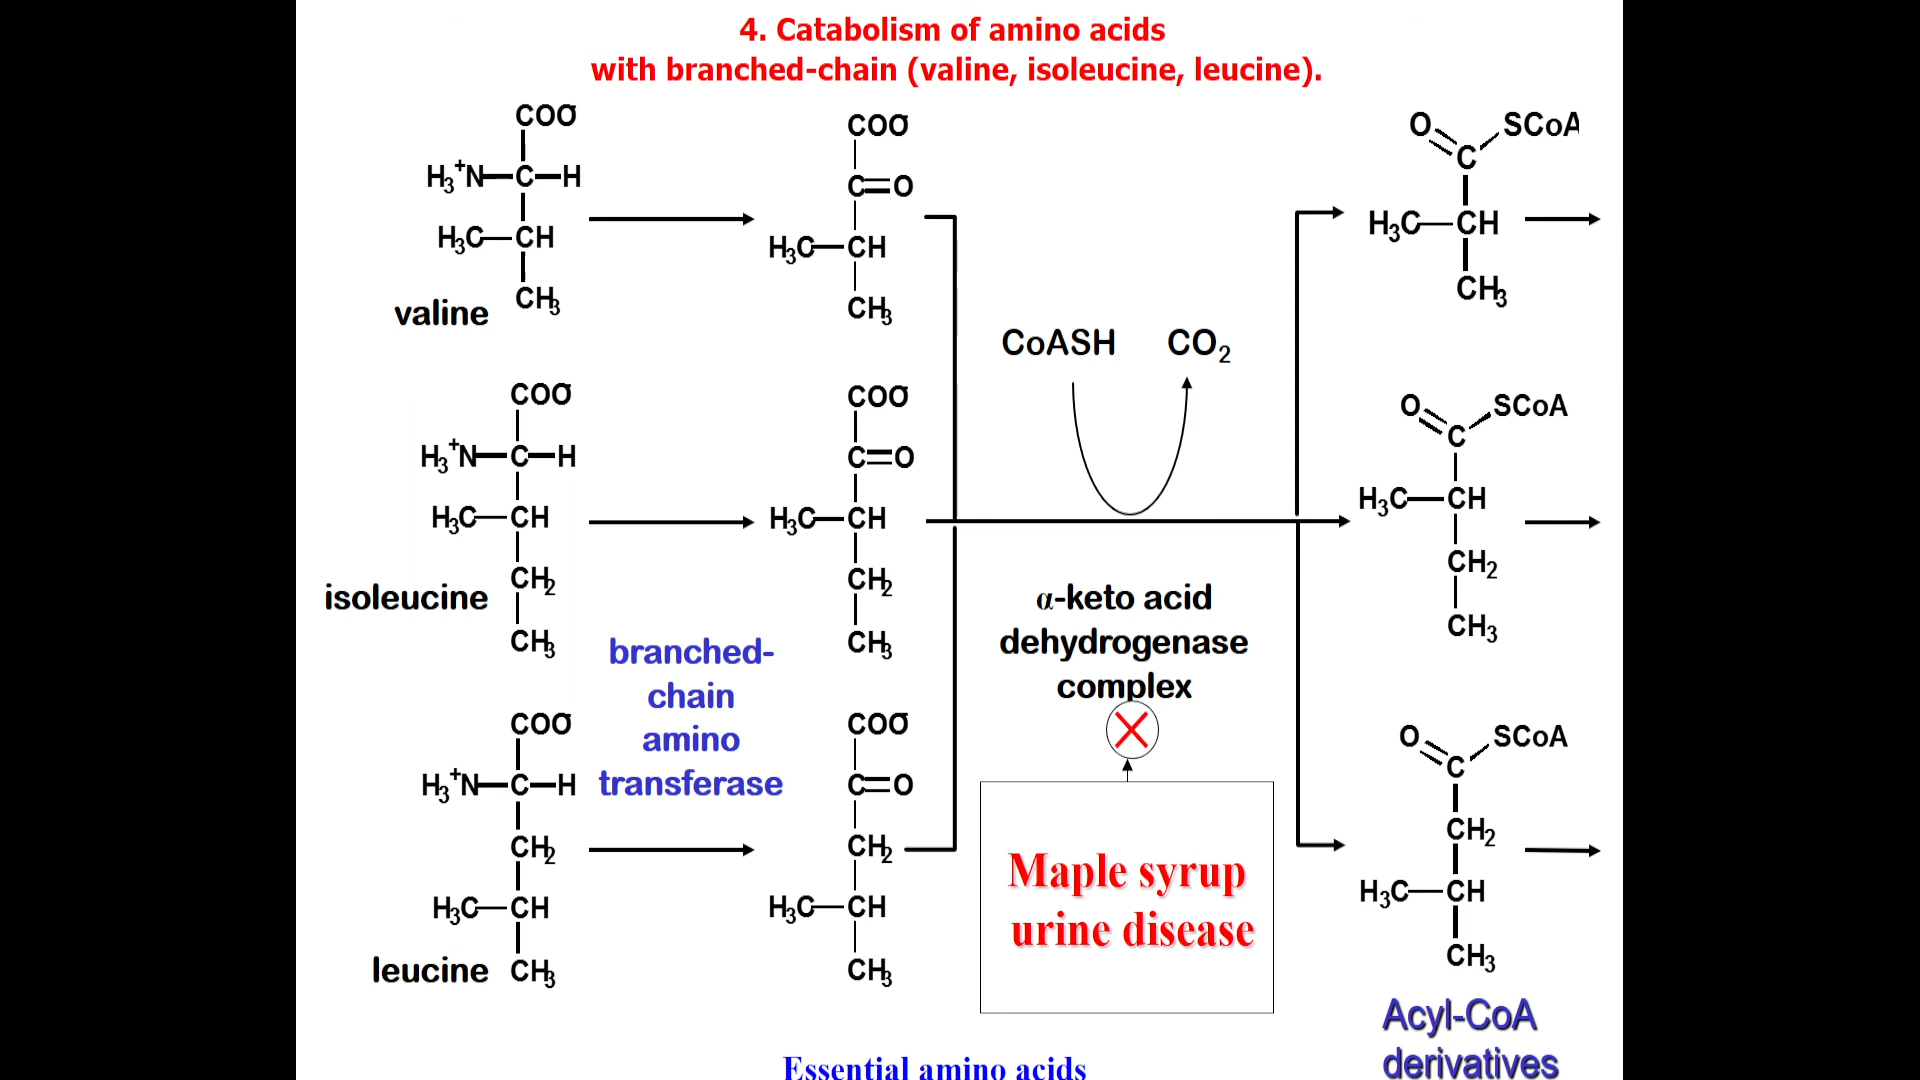 4. Catabolism of amino acids
with branched-chain (valine, isoleucine, leucine).
COO⁻
H₃⁺N—C—H
H₃C—CH
CH₃
valine
COO⁻
C=O
H₃C—CH
CH₃
CoASH CO₂
O SCoA
C
H₃C—CH
CH₃
COO⁻
H₃⁺N—C—H
H₃C—CH
CH₂
CH₃
isoleucine
COO⁻
C=O
H₃C—CH
CH₂
CH₃
α-keto acid
dehydrogenase
complex
O SCoA
C
H₃C—CH
CH₂
CH₃
branched-
chain
amino
transferase
COO⁻
H₃⁺N—C—H
CH₂
H₃C—CH
CH₃
leucine
COO⁻
C=O
CH₂
H₃C—CH
CH₃
Maple syrup
urine disease
O SCoA
C
CH₂
H₃C—CH
CH₃
Acyl-CoA
derivatives
Essential amino acids